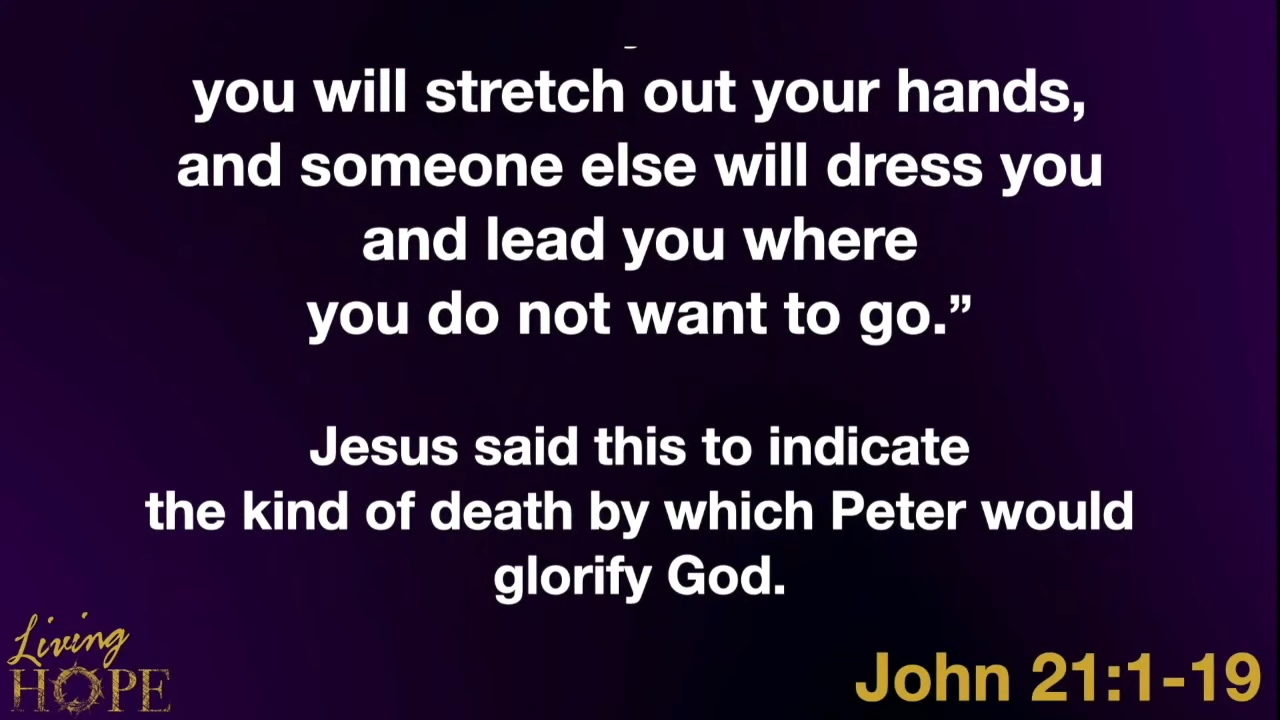 you will stretch out your hands,
and someone else will dress you
and lead you where
you do not want to go.”
Jesus said this to indicate
the kind of death by which Peter would
glorify God.
Living
HOPE
John 21:1-19